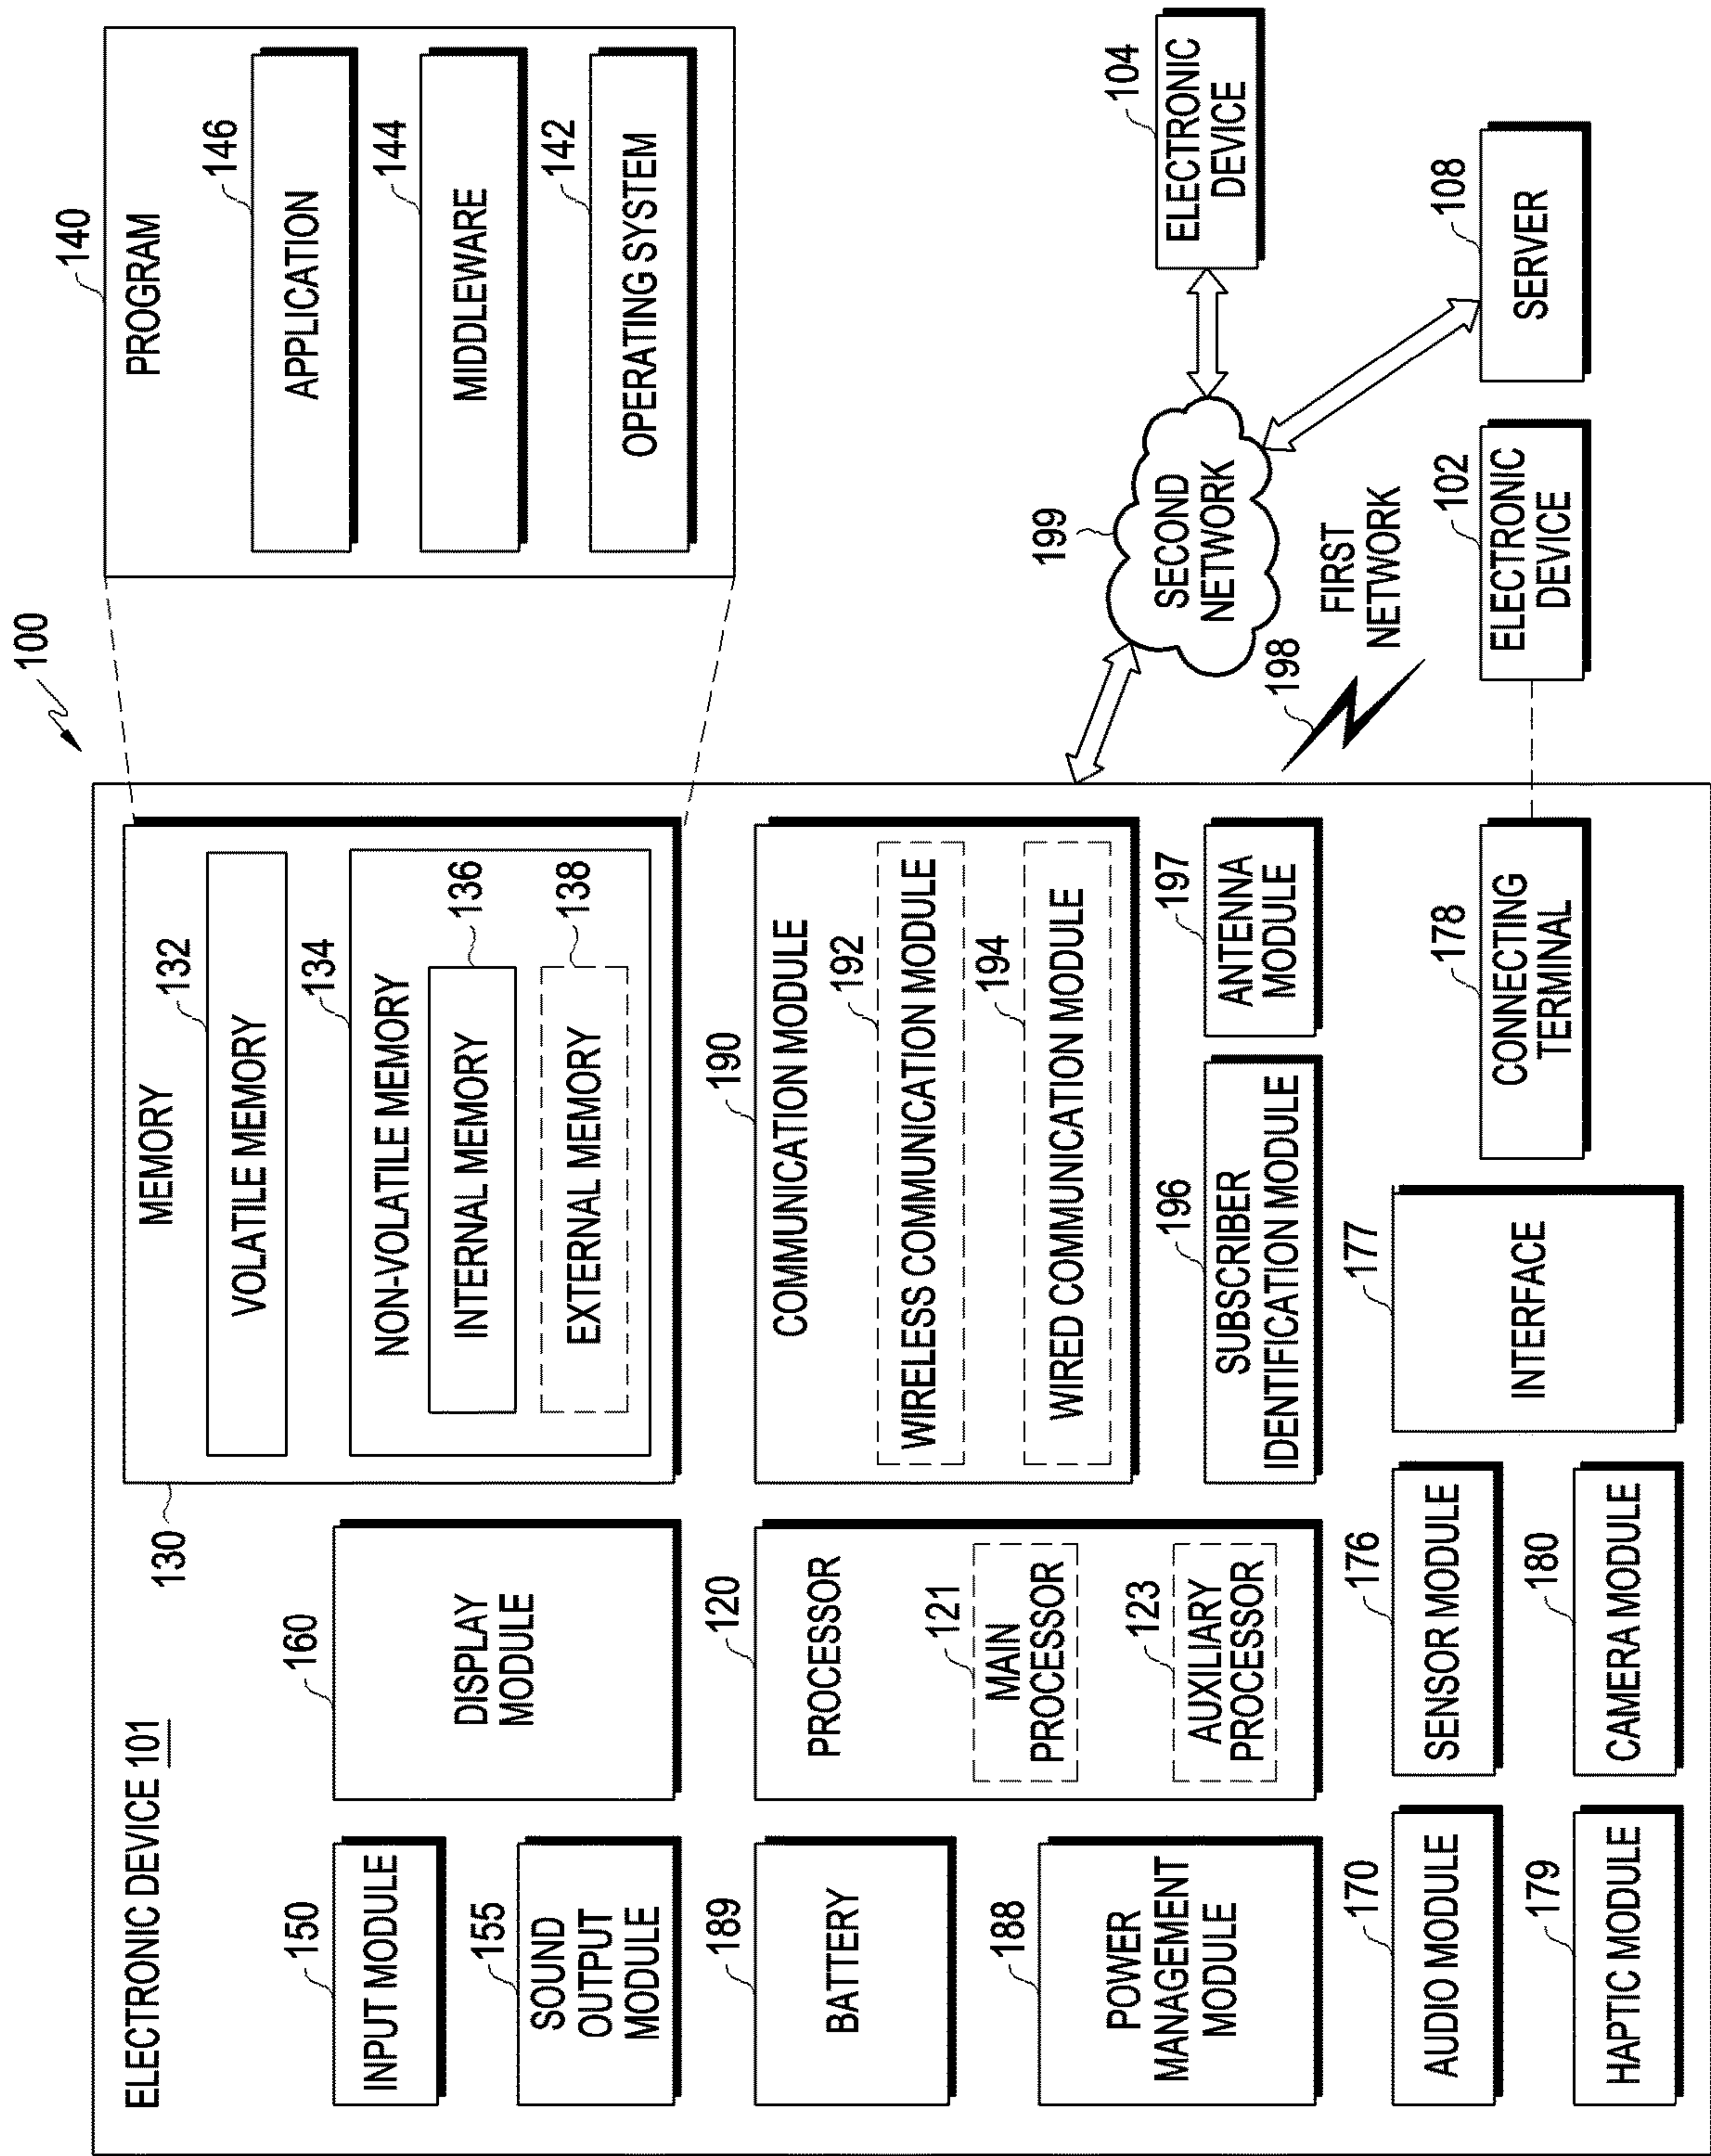 100
ELECTRONIC DEVICE 101
150
INPUT MODULE
155
SOUND
OUTPUT
MODULE
160
DISPLAY
MODULE
130
MEMORY
132
VOLATILE MEMORY
134
NON-VOLATILE MEMORY
136
INTERNAL MEMORY
138
EXTERNAL MEMORY
140
PROGRAM
146
APPLICATION
144
MIDDLEWARE
142
OPERATING SYSTEM
189
BATTERY
188
POWER
MANAGEMENT
MODULE
120
PROCESSOR
121
MAIN
PROCESSOR
123
AUXILIARY
PROCESSOR
190
COMMUNICATION MODULE
192
WIRELESS COMMUNICATION MODULE
194
WIRED COMMUNICATION MODULE
196
SUBSCRIBER
IDENTIFICATION MODULE
197
ANTENNA
MODULE
170
AUDIO MODULE
176
SENSOR MODULE
177
INTERFACE
178
CONNECTING
TERMINAL
179
HAPTIC MODULE
180
CAMERA MODULE
199
SECOND
NETWORK
104
ELECTRONIC
DEVICE
198
FIRST
NETWORK
102
ELECTRONIC
DEVICE
108
SERVER